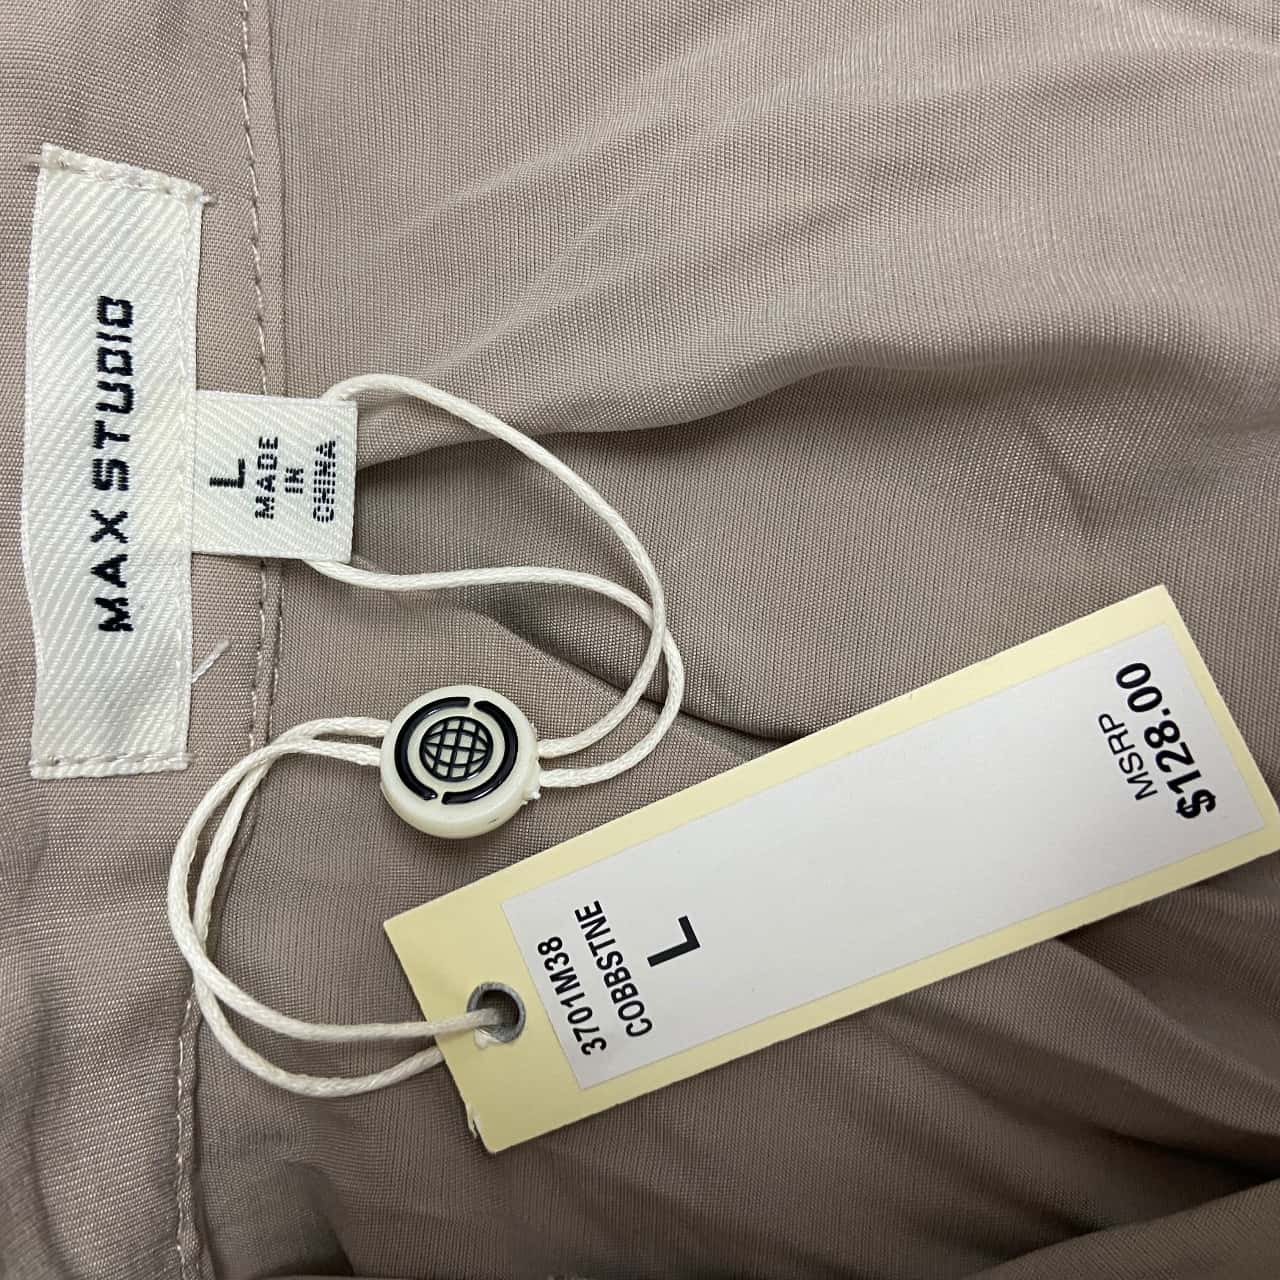 MAX STUDIO
L
MADE
IN
CHINA
3701M38
COBBSTNE
L
MSRP
$128.00